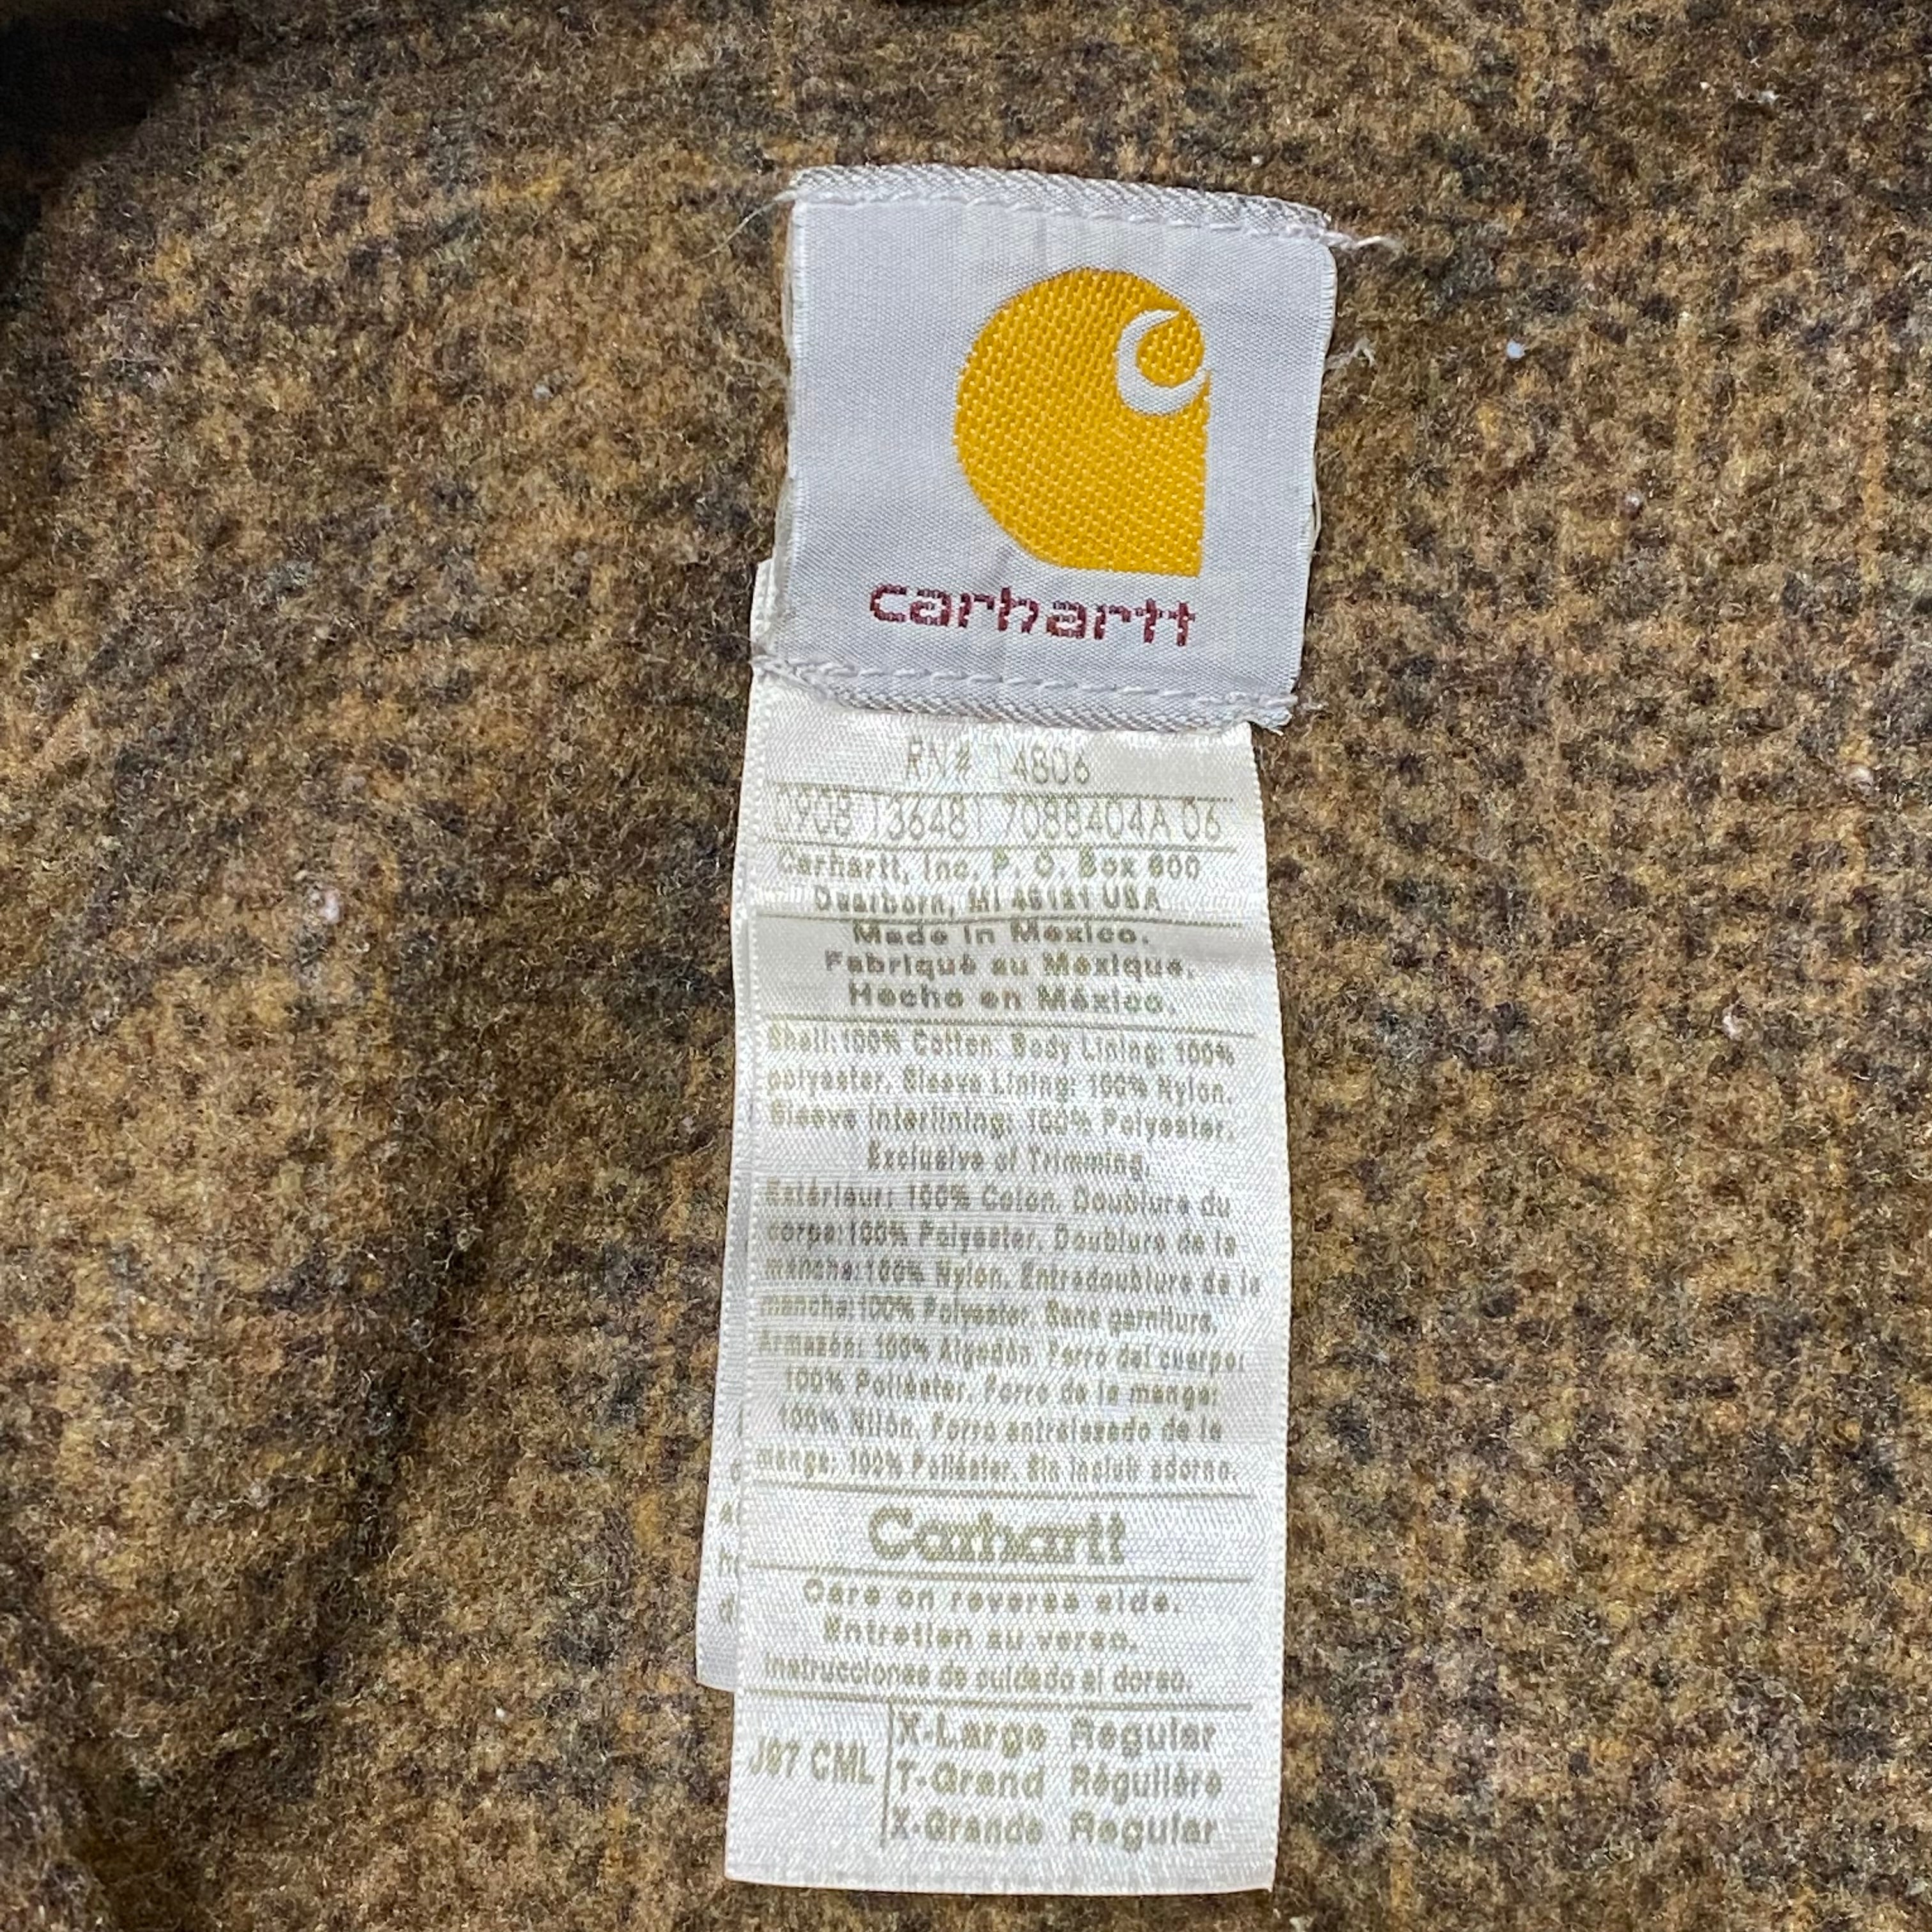 carhartt
RN# 14806
136481 7088404A 06
Carhartt, Inc. P. O. Box 600
Dearborn, MI 48121 USA
Made in Mexico.
Fabriqué au Mexique.
Hecho en México.
Shell:100% Cotton. Body Lining: 100%
polyester. Sleeve Lining: 100% Nylon.
Sleeve Interlining: 100% Polyester.
Exclusive of Trimming.
Extérieur: 100% Coton. Doublure du
corps:100% Polyester. Doublure de la
manche:100% Nylon. Entredoublure de la
manche:100% Polyester. Sans garniture.
Armazón: 100% Algodón. Forro del cuerpo:
100% Poliéster. Forro de la manga:
100% Nilón. Forro entrelazado de la
manga: 100% Poliéster. Sin incluir adorno.
Carhartt
Care on reverse side.
Entretien au verso.
Instrucciones de cuidado al dorso.
J97 CML
X-Large Regular
T-Grand Régulière
X-Grande Regular